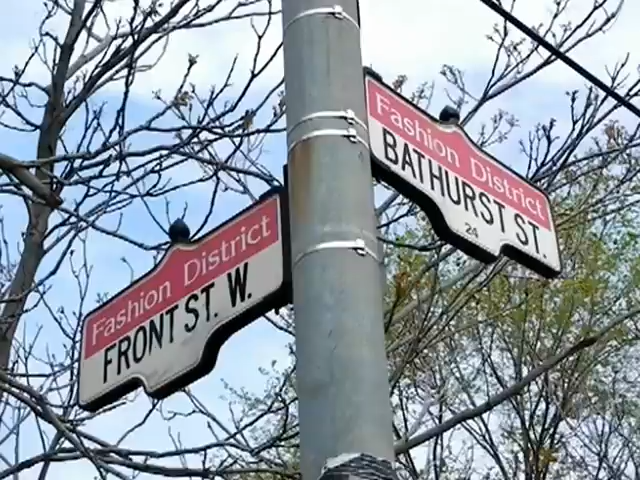 Fashion District
FRONT ST. W.
Fashion District
BATHURST ST.
24